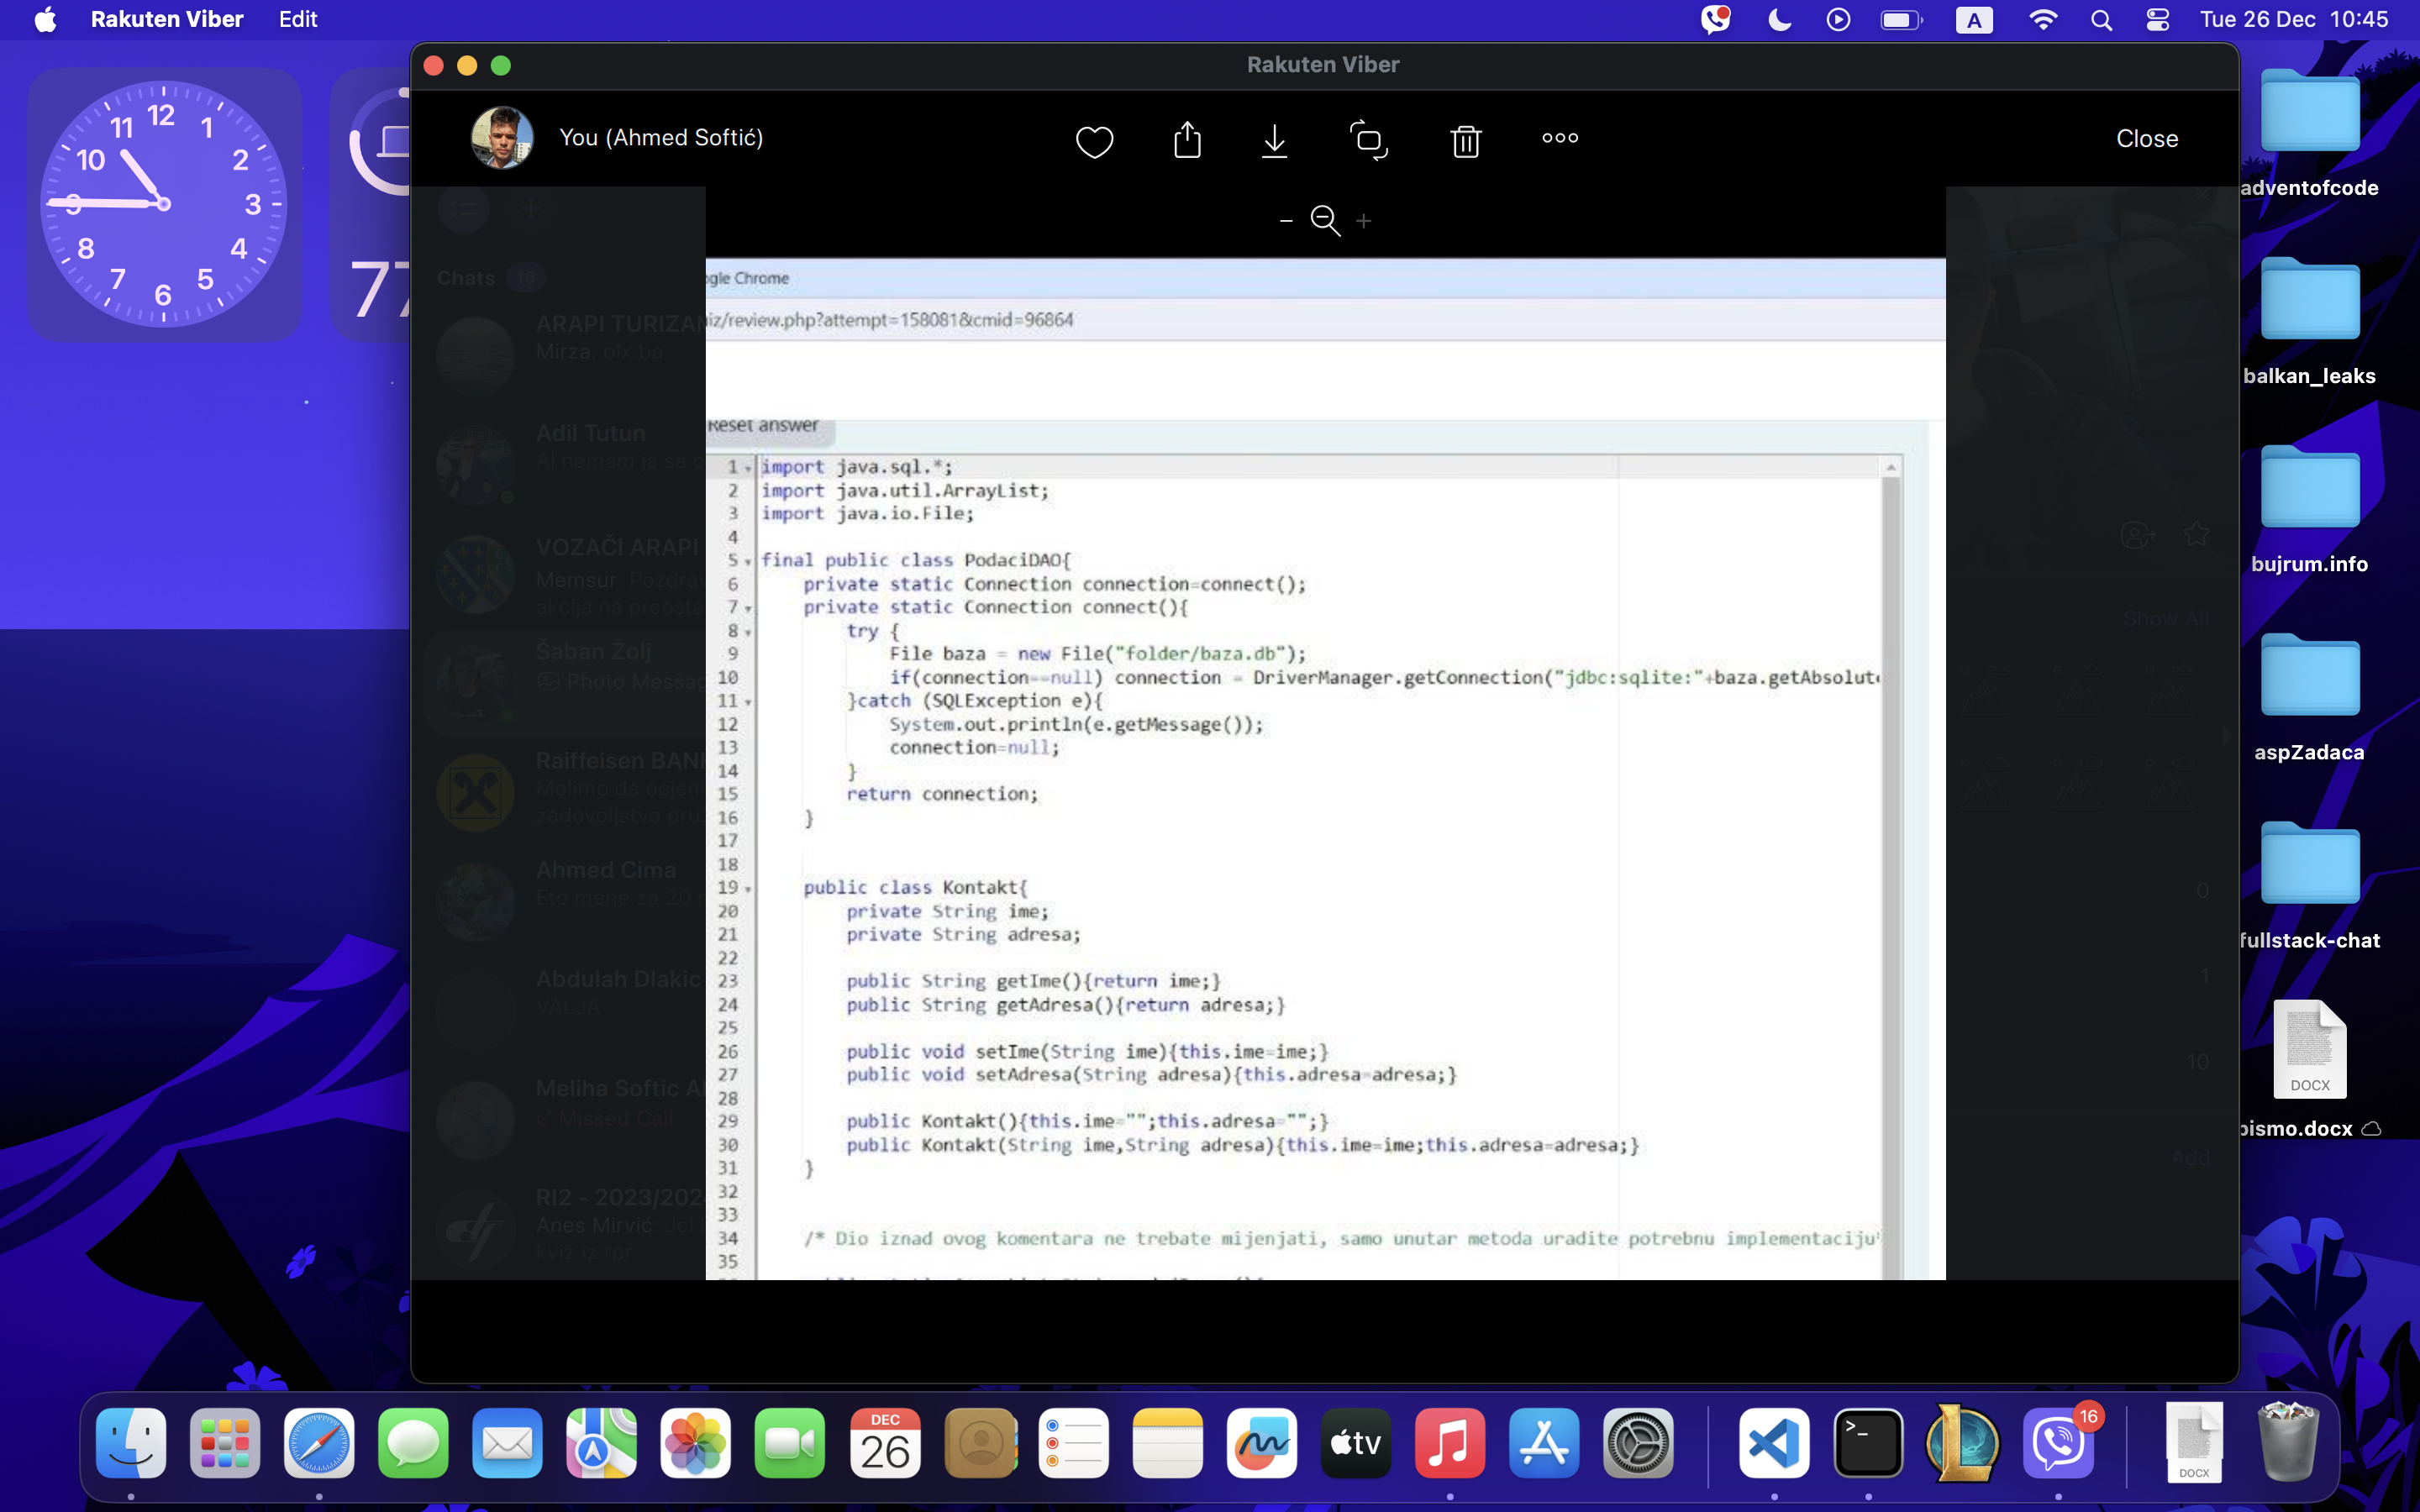 Rakuten Viber Edit
A Tue 26 Dec 10:45
Rakuten Viber
12
11 1
10 2
9 3
8 4
7 5
6
77
You (Ahmed Softić)
Close
Chats 16
ARAPI TURIZAM
Mirza: olx.ba
Adil Tutun
Al nemam ja sa
VOZAČI ARAPI
Memsur: Pozdrav
akcija na preosta
Šaban Zolj
Photo Messag
Raiffeisen BAN
Molimo da ocjen
zadovoljstvo pru
Ahmed Cima
Eto mene za 20
Abdulah Dlakic
VALJA
Meliha Softic A
Missed Call
RI2 - 2023/202
Anes Mirvić: Jel
kviz iz rpr
ogle Chrome
iz/review.php?attempt=158081&cmid=96864
Reset answer
1 import java.sql.*;
2 import java.util.ArrayList;
3 import java.io.File;
4
5 final public class PodaciDAO{
6 private static Connection connection=connect();
7 private static Connection connect(){
8 try {
9 File baza = new File("folder/baza.db");
10 if(connection==null) connection = DriverManager.getConnection("jdbc:sqlite:"+baza.getAbsolut
11 }catch (SQLException e){
12 System.out.println(e.getMessage());
13 connection=null;
14 }
15 return connection;
16 }
17
18
19 public class Kontakt{
20 private String ime;
21 private String adresa;
22
23 public String getIme(){return ime;}
24 public String getAdresa(){return adresa;}
25
26 public void setIme(String ime){this.ime=ime;}
27 public void setAdresa(String adresa){this.adresa=adresa;}
28
29 public Kontakt(){this.ime="";this.adresa="";}
30 public Kontakt(String ime,String adresa){this.ime=ime;this.adresa=adresa;}
31 }
32
33
34 /* Dio iznad ovog komentara ne trebate mijenjati, samo unutar metoda uradite potrebnu implementaciju
35
Show All
0
1
10
Add
adventofcode
balkan_leaks
bujrum.info
aspZadaca
fullstack-chat
DOCX
pismo.docx
DEC
26
tv
16
DOCX